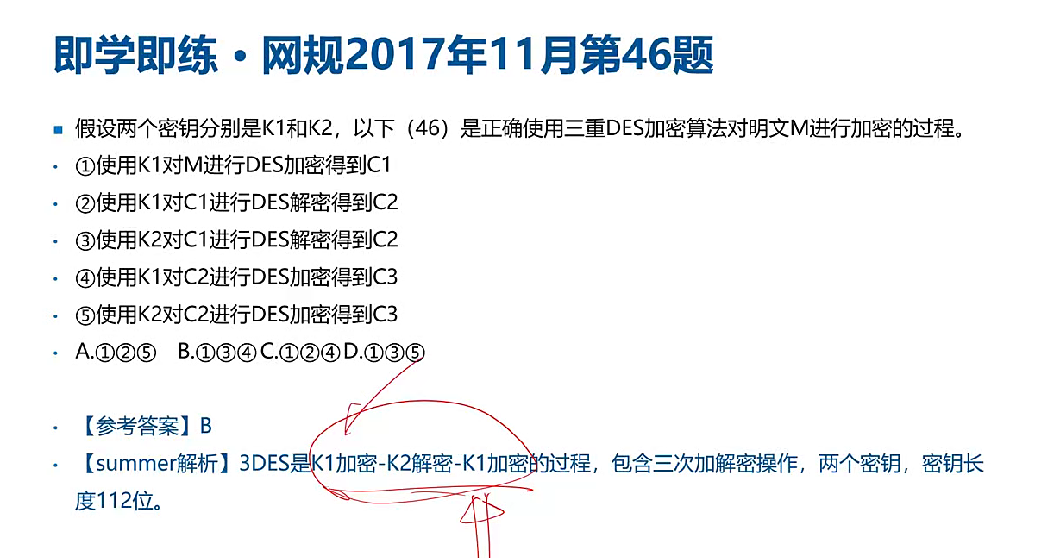 即学即练·网规2017年11月第46题
假设两个密钥分别是K1和K2，以下（46）是正确使用三重DES加密算法对明文M进行加密的过程。
①使用K1对M进行DES加密得到C1
②使用K1对C1进行DES解密得到C2
③使用K2对C1进行DES解密得到C2
④使用K1对C2进行DES加密得到C3
⑤使用K2对C2进行DES加密得到C3
A.①②⑤ B.①③④ C.①②④ D.①③⑤
【参考答案】B
【summer解析】3DES是K1加密-K2解密-K1加密的过程，包含三次加解密操作，两个密钥，密钥长
度112位。